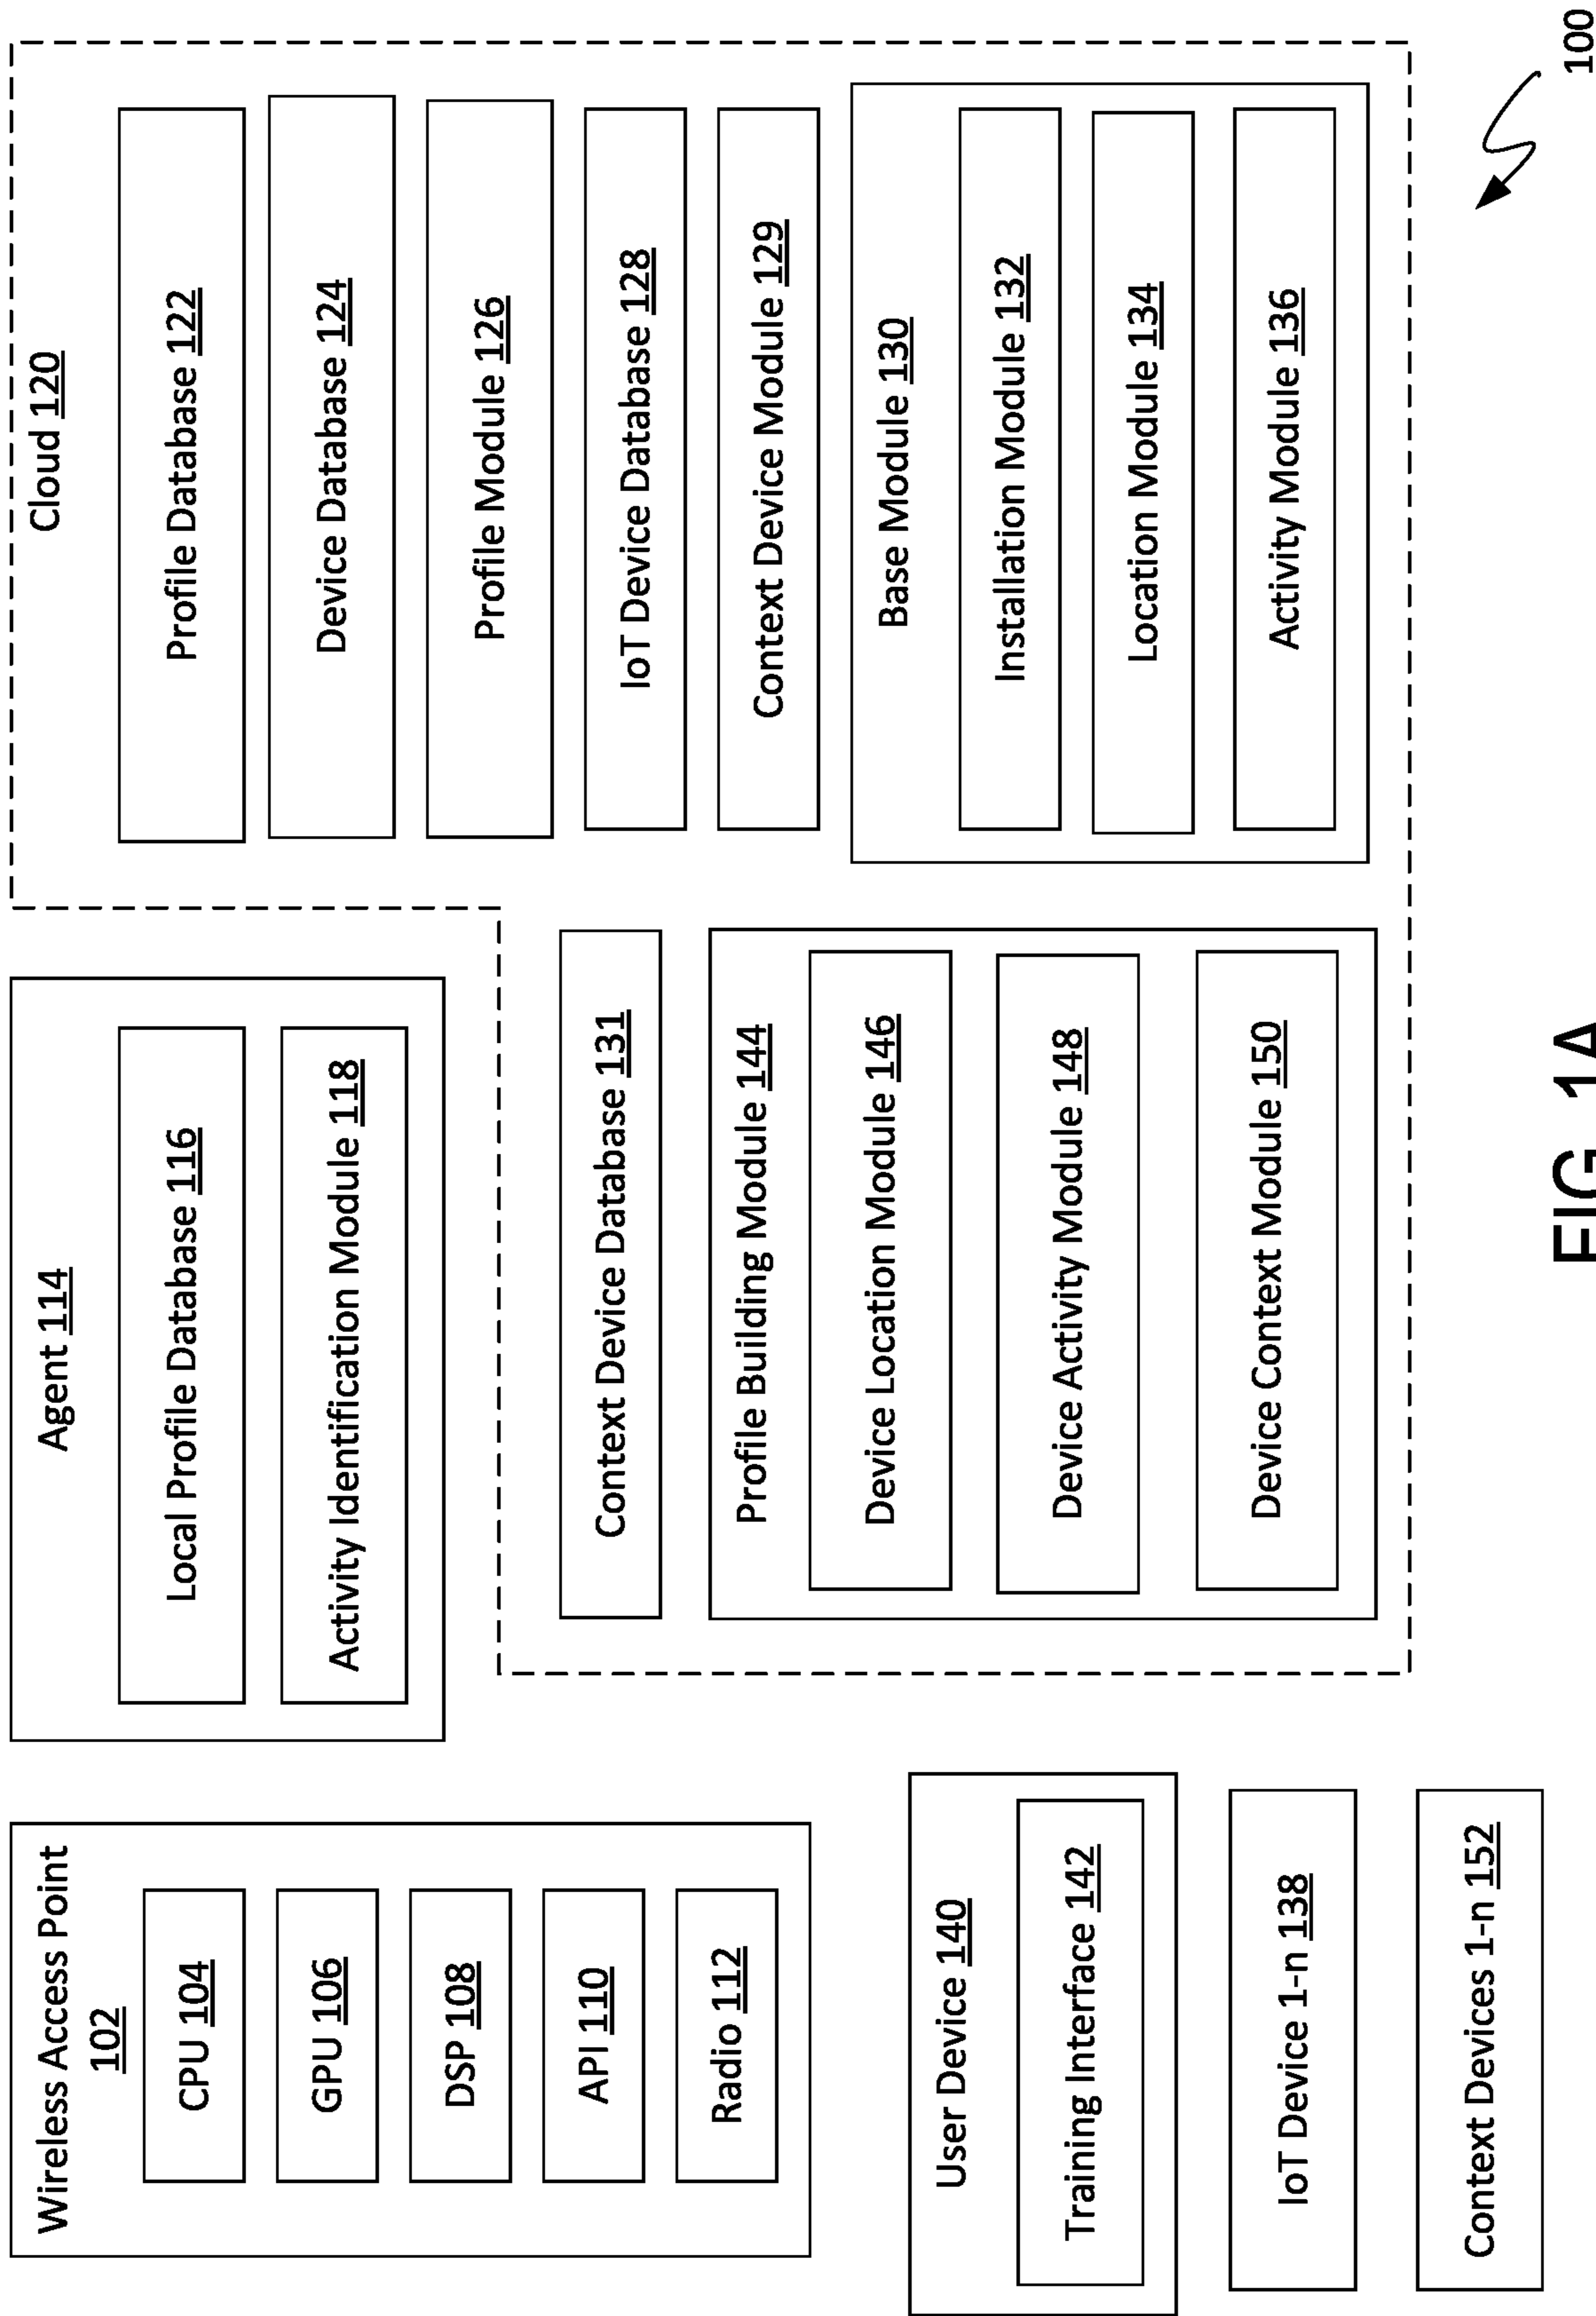 Wireless Access Point
102
CPU 104
GPU 106
DSP 108
API 110
Radio 112
User Device 140
Training Interface 142
IoT Device 1-n 138
Context Devices 1-n 152
Agent 114
Local Profile Database 116
Activity Identification Module 118
Context Device Database 131
Profile Building Module 144
Device Location Module 146
Device Activity Module 148
Device Context Module 150
Cloud 120
Profile Database 122
Device Database 124
Profile Module 126
IoT Device Database 128
Context Device Module 129
Base Module 130
Installation Module 132
Location Module 134
Activity Module 136
100
FIG. 1A